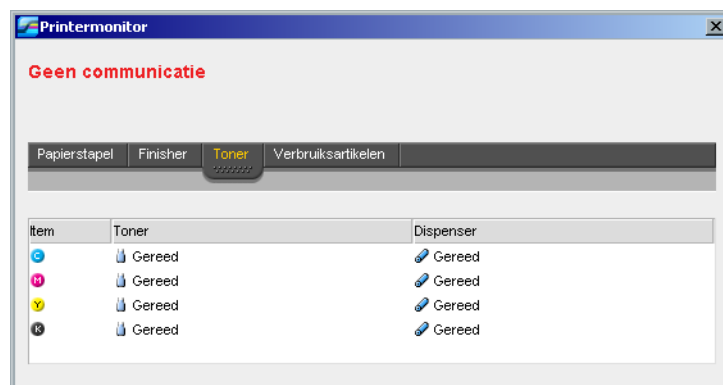 Printermonitor
Geen communicatie
Papierstapel Finisher Toner Verbruiksartikelen
Item Toner Dispenser
C Gereed Gereed
M Gereed Gereed
Y Gereed Gereed
K Gereed Gereed